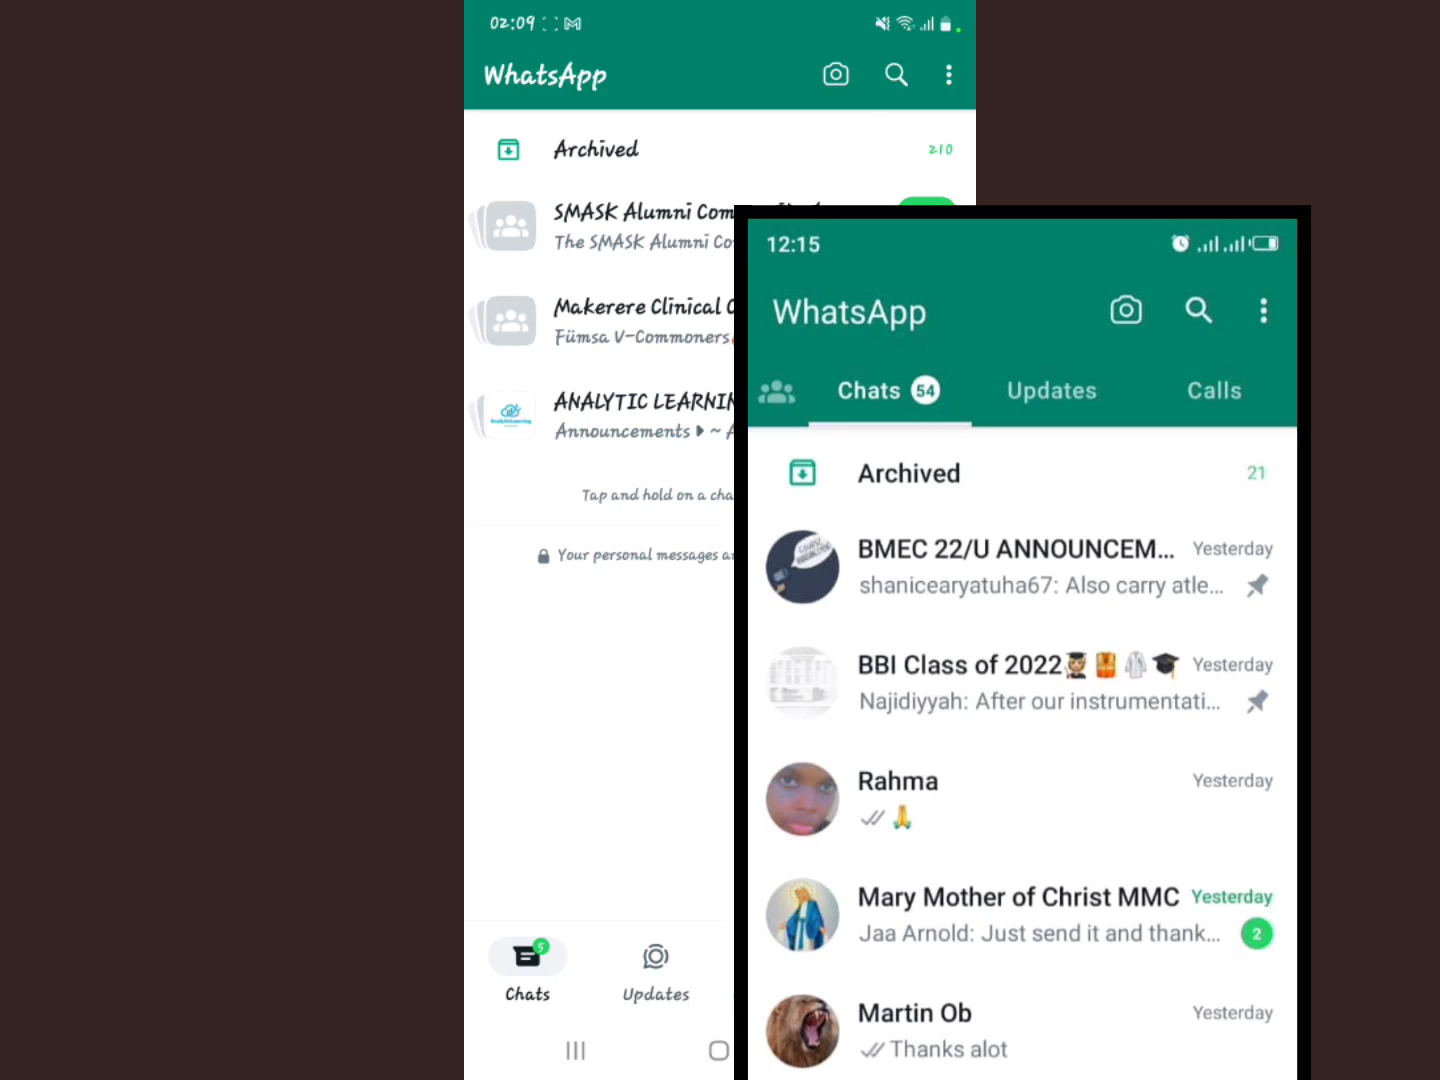 02:09
WhatsApp
Archived 210
SMASK Alumni Com
The SMASK Alumni Co
Makerere Clinical
Fümsa V-Commoners
ANALYTIC LEARNIN
Announcements ~
Tap and hold on a cha
Your personal messages
5
Chats Updates
12:15
WhatsApp
Chats 54 Updates Calls
Archived 21
BMEC 22/U ANNOUNCEM... Yesterday
shanicearyatuha67: Also carry atle...
BBI Class of 2022👩🏼‍🎓🦺🥼🎓 Yesterday
Najidiyyah: After our instrumentati...
Rahma Yesterday
🙏
Mary Mother of Christ MMC Yesterday
Jaa Arnold: Just send it and thank... 2
Martin Ob Yesterday
Thanks alot